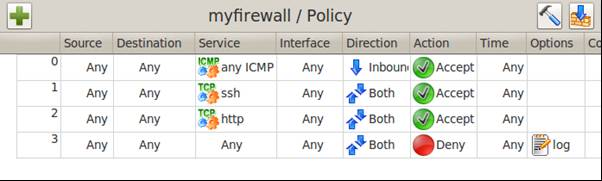 myfirewall / Policy
Source Destination Service Interface Direction Action Time Options Co
0 Any Any ICMP any ICMP Any Inboun Accept Any
1 Any Any TCP ssh Any Both Accept Any
2 Any Any TCP http Any Both Accept Any
3 Any Any Any Any Both Deny Any log